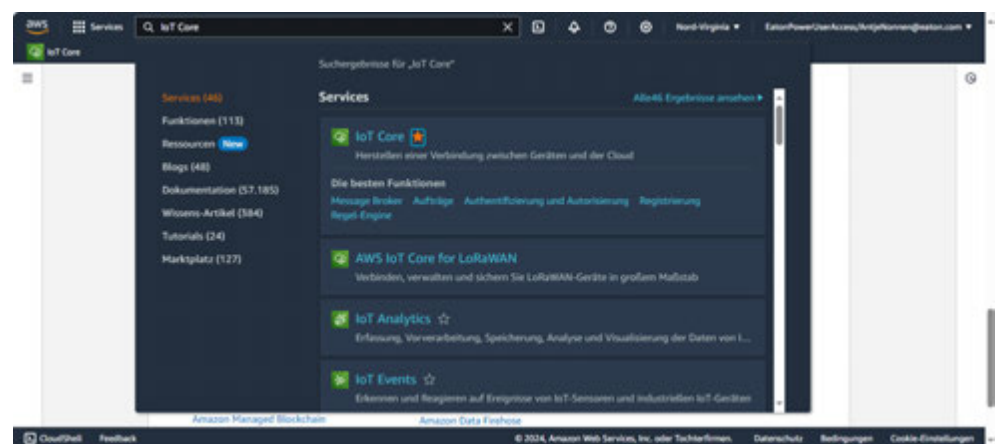 aws Services IoT Core Nord-Virginia EatonPowerUserAccess/AntjeNonnen@eaton.com
IoT Core
Suchergebnisse für „IoT Core"
Services (46)
Funktionen (113)
Ressourcen New
Blogs (48)
Dokumentation (57.185)
Wissens-Artikel (584)
Tutorials (24)
Marktplatz (127)
Services Alle46 Ergebnisse ansehen
IoT Core
Herstellen einer Verbindung zwischen Geräten und der Cloud
Die besten Funktionen
Message Broker Aufträge Authentifizierung und Autorisierung Registrierung
Regel-Engine
AWS IoT Core for LoRaWAN
Verbinden, verwalten und sichern Sie LoRaWAN-Geräte in großem Maßstab
IoT Analytics
Erfassung, Vorverarbeitung, Speicherung, Analyse und Visualisierung der Daten von I...
IoT Events
Erkennen und Reagieren auf Ereignisse von IoT-Sensoren und industriellen IoT-Geräten
Amazon Managed Blockchain Amazon Data Firehose
CloudShell Feedback © 2024, Amazon Web Services, Inc. oder Tochterfirmen. Datenschutz Bedingungen Cookie-Einstellungen